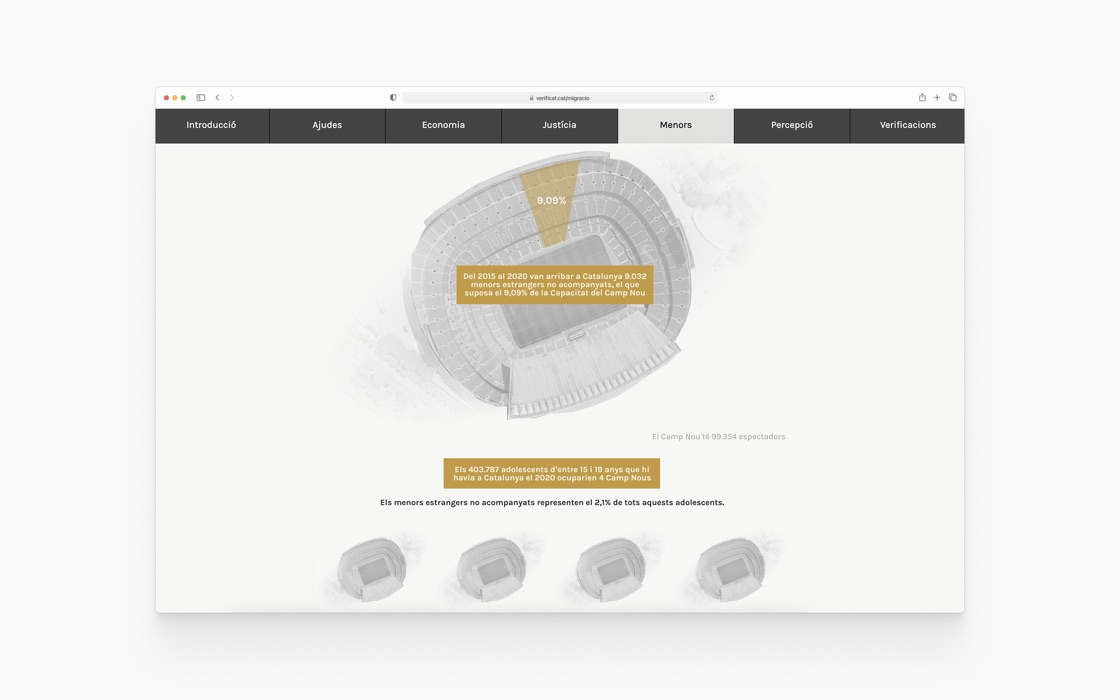 verificat.cat/migracio
Introducció
Ajudes
Economia
Justícia
Menors
Percepció
Verificacions
9,09%
Del 2015 al 2020 van arribar a Catalunya 9.032
menors estrangers no acompanyats, el que
suposa el 9,09% de la Capacitat del Camp Nou
El Camp Nou té 99.354 espectadors
Els 403.787 adolescents d'entre 15 i 19 anys que hi
havia a Catalunya el 2020 ocuparien 4 Camp Nous
Els menors estrangers no acompanyats representen el 2,1% de tots aquests adolescents.